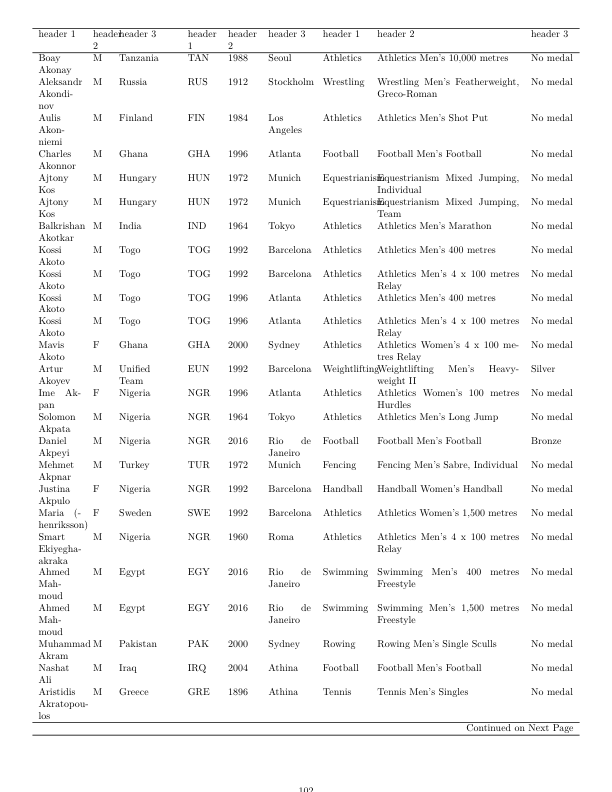 header 1 header 2 header 3 header 1 header 2 header 3 header 1 header 2 header 3
Boay Akonay M Tanzania TAN 1988 Seoul Athletics Athletics Men's 10,000 metres No medal
Aleksandr Akondi-nov M Russia RUS 1912 Stockholm Wrestling Wrestling Men's Featherweight, Greco-Roman No medal
Aulis Akon-niemi M Finland FIN 1984 Los Angeles Athletics Athletics Men's Shot Put No medal
Charles Akonnor M Ghana GHA 1996 Atlanta Football Football Men's Football No medal
Ajtony Kos M Hungary HUN 1972 Munich Equestrianism Equestrianism Mixed Jumping, Individual No medal
Ajtony Kos M Hungary HUN 1972 Munich Equestrianism Equestrianism Mixed Jumping, Team No medal
Balkrishan Akotkar M India IND 1964 Tokyo Athletics Athletics Men's Marathon No medal
Kossi Akoto M Togo TOG 1992 Barcelona Athletics Athletics Men's 400 metres No medal
Kossi Akoto M Togo TOG 1992 Barcelona Athletics Athletics Men's 4 x 100 metres Relay No medal
Kossi Akoto M Togo TOG 1996 Atlanta Athletics Athletics Men's 400 metres No medal
Kossi Akoto M Togo TOG 1996 Atlanta Athletics Athletics Men's 4 x 100 metres Relay No medal
Mavis Akoto F Ghana GHA 2000 Sydney Athletics Athletics Women's 4 x 100 me-tres Relay No medal
Artur Akoyev M Unified Team EUN 1992 Barcelona Weightlifting Weightlifting Men's Heavy-weight II Silver
Ime Ak-pan F Nigeria NGR 1996 Atlanta Athletics Athletics Women's 100 metres Hurdles No medal
Solomon Akpata M Nigeria NGR 1964 Tokyo Athletics Athletics Men's Long Jump No medal
Daniel Akpeyi M Nigeria NGR 2016 Rio de Janeiro Football Football Men's Football Bronze
Mehmet Akpnar M Turkey TUR 1972 Munich Fencing Fencing Men's Sabre, Individual No medal
Justina Akpulo F Nigeria NGR 1992 Barcelona Handball Handball Women's Handball No medal
Maria (-henriksson) F Sweden SWE 1992 Barcelona Athletics Athletics Women's 1,500 metres No medal
Smart Ekiyegha-akraka M Nigeria NGR 1960 Roma Athletics Athletics Men's 4 x 100 metres Relay No medal
Ahmed Mah-moud M Egypt EGY 2016 Rio de Janeiro Swimming Swimming Men's 400 metres Freestyle No medal
Ahmed Mah-moud M Egypt EGY 2016 Rio de Janeiro Swimming Swimming Men's 1,500 metres Freestyle No medal
Muhammad Akram M Pakistan PAK 2000 Sydney Rowing Rowing Men's Single Sculls No medal
Nashat Ali M Iraq IRQ 2004 Athina Football Football Men's Football No medal
Aristidis Akratopou-los M Greece GRE 1896 Athina Tennis Tennis Men's Singles No medal
Continued on Next Page
102